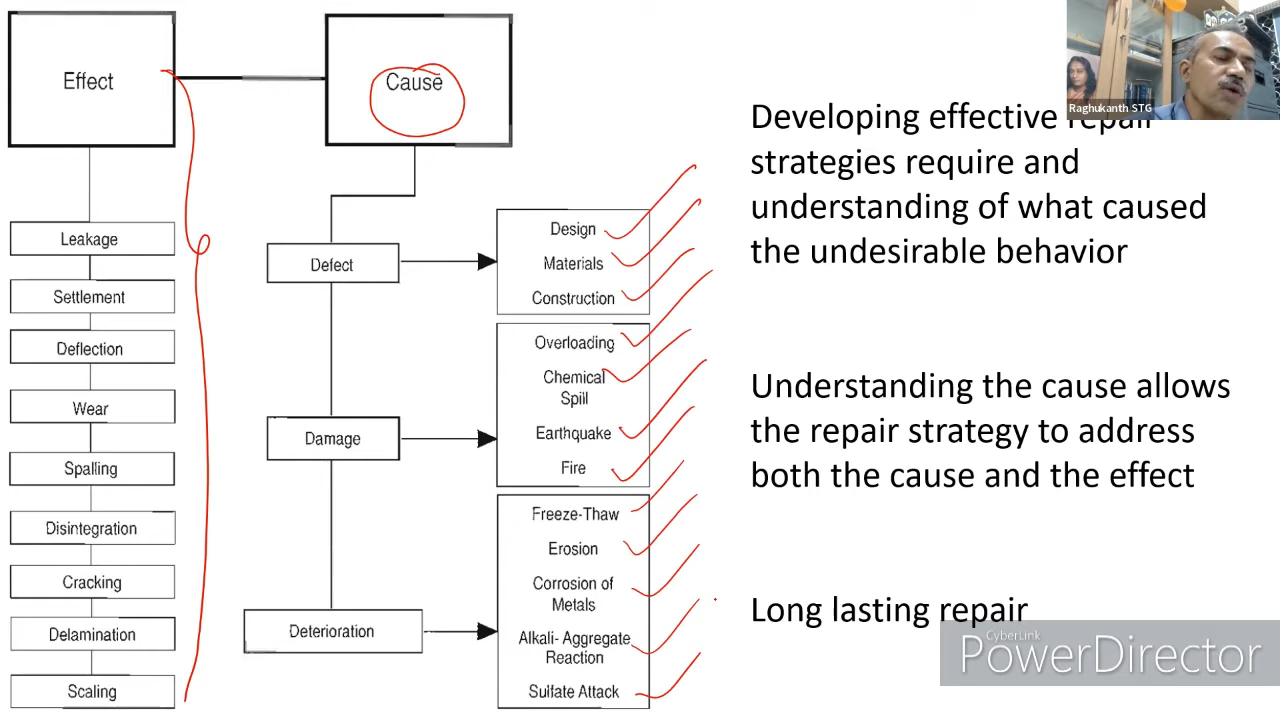 Effect
Cause
Leakage
Settlement
Deflection
Wear
Spalling
Disintegration
Cracking
Delamination
Scaling
Defect
Design
Materials
Construction
Damage
Overloading
Chemical
Spill
Earthquake
Fire
Deterioration
Freeze-Thaw
Erosion
Corrosion of
Metals
Alkali- Aggregate
Reaction
Sulfate Attack
Raghukanth STG
Developing effective repair
strategies require and
understanding of what caused
the undesirable behavior
Understanding the cause allows
the repair strategy to address
both the cause and the effect
Long lasting repair
CyberLink
PowerDirector